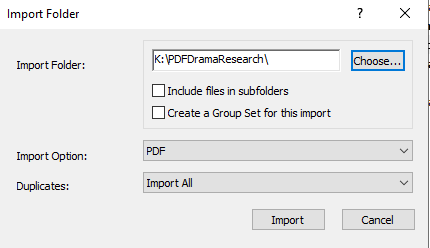 Import Folder
?
Import Folder:
K:\PDFDramaResearch\
Choose...
Include files in subfolders
Create a Group Set for this import
Import Option:
PDF
Duplicates:
Import All
Import
Cancel